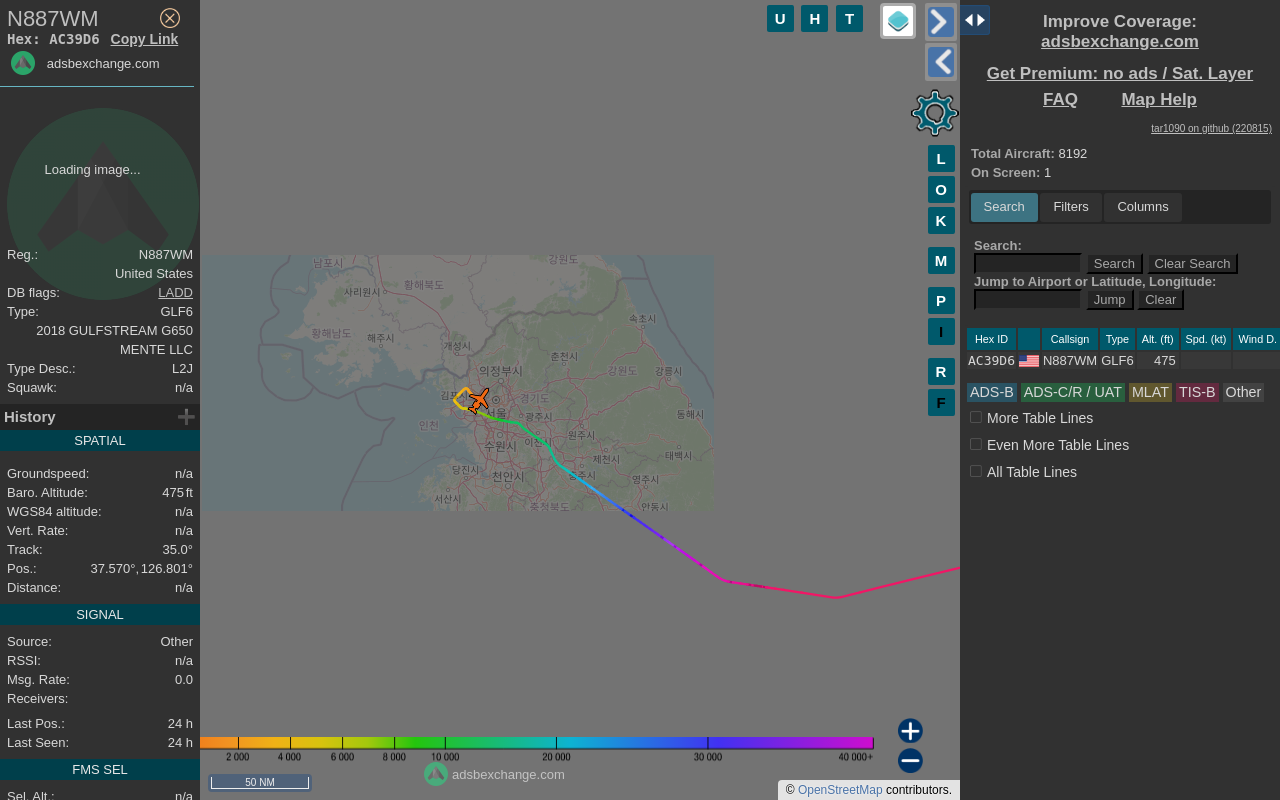 N887WM
Hex: AC39D6 Copy Link
adsbexchange.com
Loading image...
Reg.: N887WM
United States
DB flags: LADD
Type: GLF6
2018 GULFSTREAM G650
MENTE LLC
Type Desc.: L2J
Squawk: n/a
History
SPATIAL
Groundspeed: n/a
Baro. Altitude: 475 ft
WGS84 altitude: n/a
Vert. Rate: n/a
Track: 35.0°
Pos.: 37.570°, 126.801°
Distance: n/a
SIGNAL
Source: Other
RSSI: n/a
Msg. Rate: 0.0
Receivers:
Last Pos.: 24 h
Last Seen: 24 h
FMS SEL
Sel. Alt.: n/a
U H T
L
O
K
M
P
I
R
F
남포시
강원도
사리원시
황해북도
황해남도
해주시
개성시
속초시
춘천시
의정부시
강원도
강릉시
경기도
광주시
동해시
인천
원주시
수원시
태백시
제천시
당진시
천안시
영주시
서산시
충청북도
안동시
2 000 4 000 6 000 8 000 10 000 20 000 30 000 40 000+
adsbexchange.com
50 NM
© OpenStreetMap contributors.
Improve Coverage:
adsbexchange.com
Get Premium: no ads / Sat. Layer
FAQ Map Help
tar1090 on github (220815)
Total Aircraft: 8192
On Screen: 1
Search Filters Columns
Search:
Search Clear Search
Jump to Airport or Latitude, Longitude:
Jump Clear
Hex ID Callsign Type Alt. (ft) Spd. (kt) Wind D.
AC39D6 N887WM GLF6 475
ADS-B ADS-C/R / UAT MLAT TIS-B Other
More Table Lines
Even More Table Lines
All Table Lines